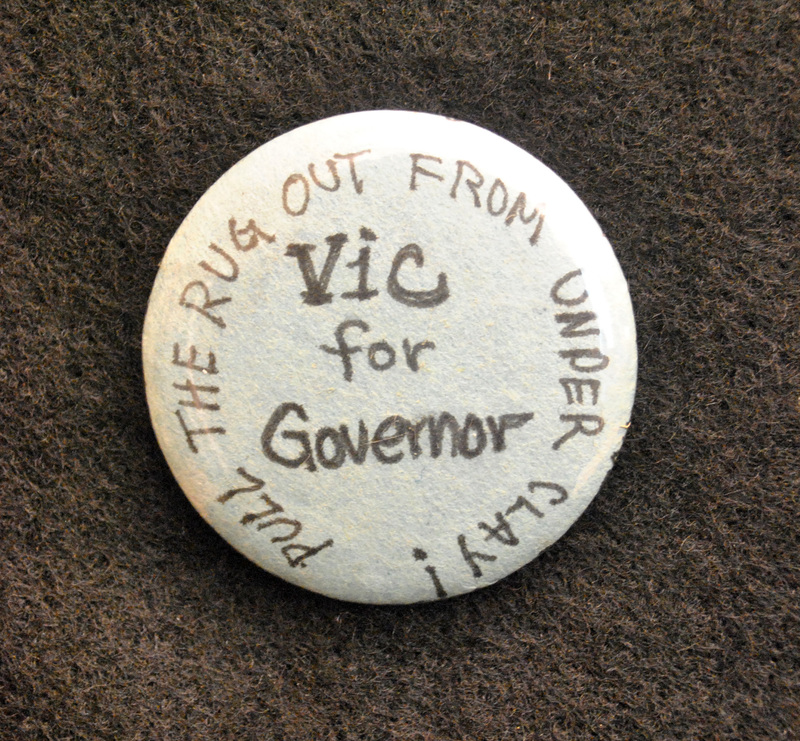 PULL THE RUG OUT FROM UNDER CLAY!
Vic
for
Governor